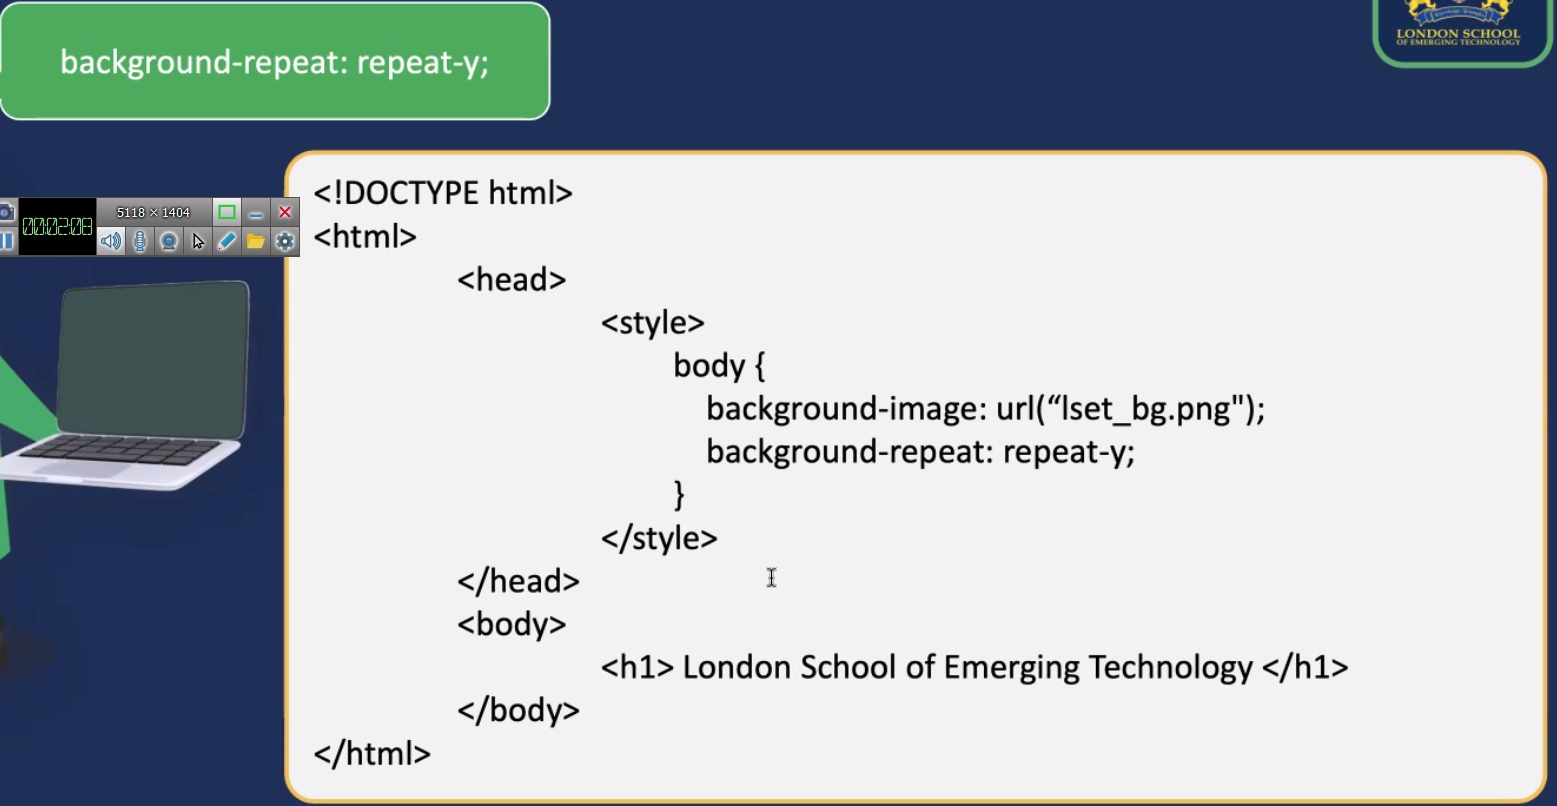 background-repeat: repeat-y;
LONDON SCHOOL
OF EMERGING TECHNOLOGY
<!DOCTYPE html>
00:02:08
5118 × 1404
<html>
<head>
<style>
body {
background-image: url(“lset_bg.png");
background-repeat: repeat-y;
}
</style>
</head>
<body>
<h1> London School of Emerging Technology </h1>
</body>
</html>